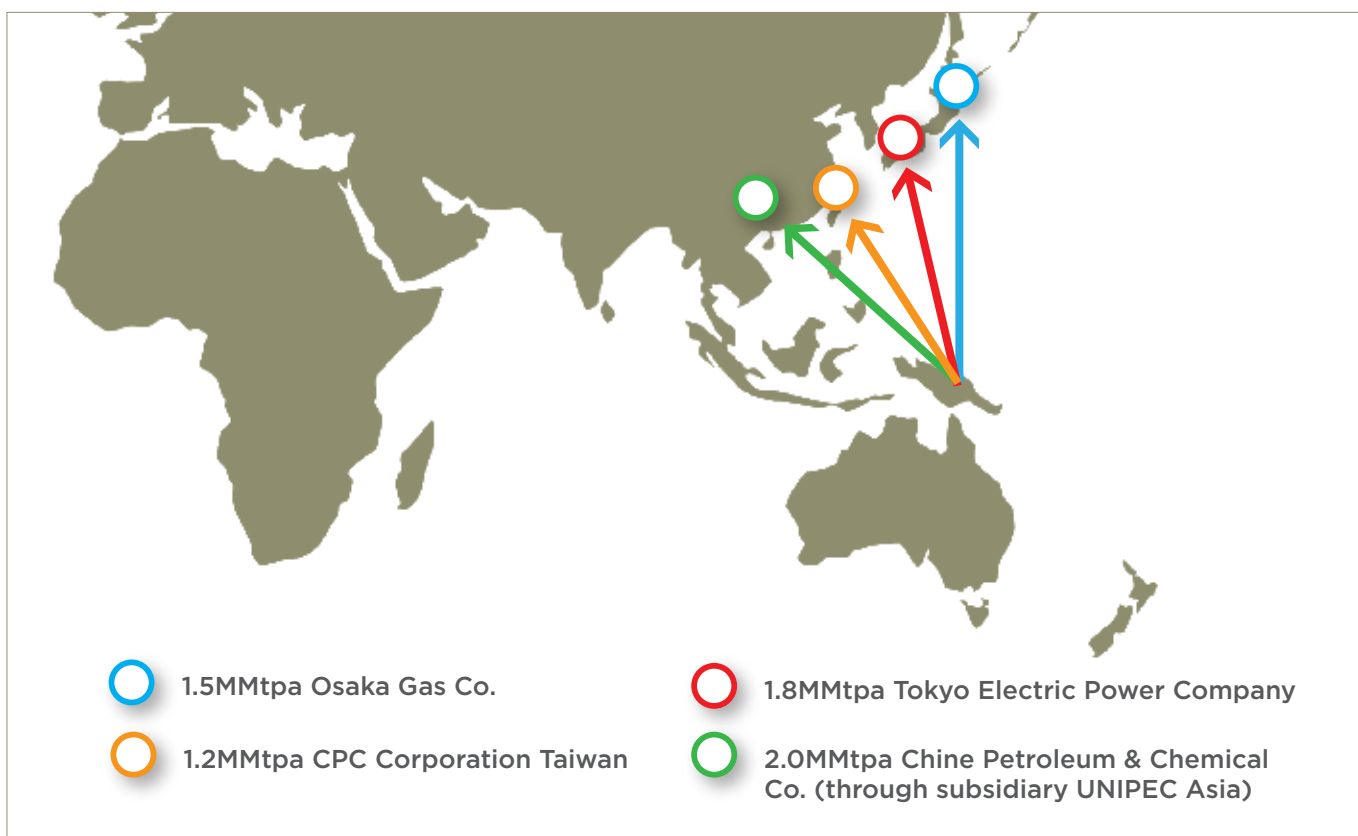 1.5MMtpa Osaka Gas Co.
1.2MMtpa CPC Corporation Taiwan
1.8MMtpa Tokyo Electric Power Company
2.0MMtpa Chine Petroleum & Chemical
Co. (through subsidiary UNIPEC Asia)